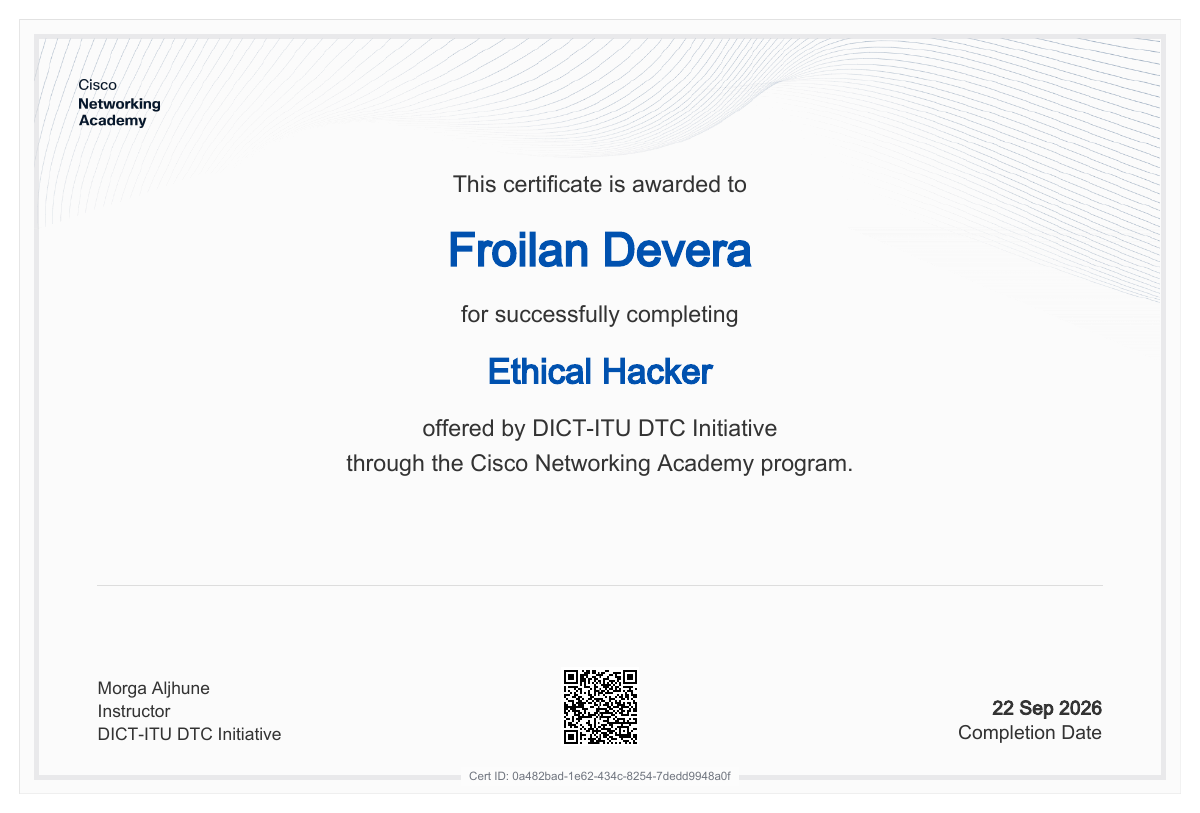 Cisco
Networking
Academy
This certificate is awarded to
Froilan Devera
for successfully completing
Ethical Hacker
offered by DICT-ITU DTC Initiative
through the Cisco Networking Academy program.
Morga Aljhune
Instructor
DICT-ITU DTC Initiative
22 Sep 2026
Completion Date
Cert ID: 0a482bad-1e62-434c-8254-7dedd9948a0f